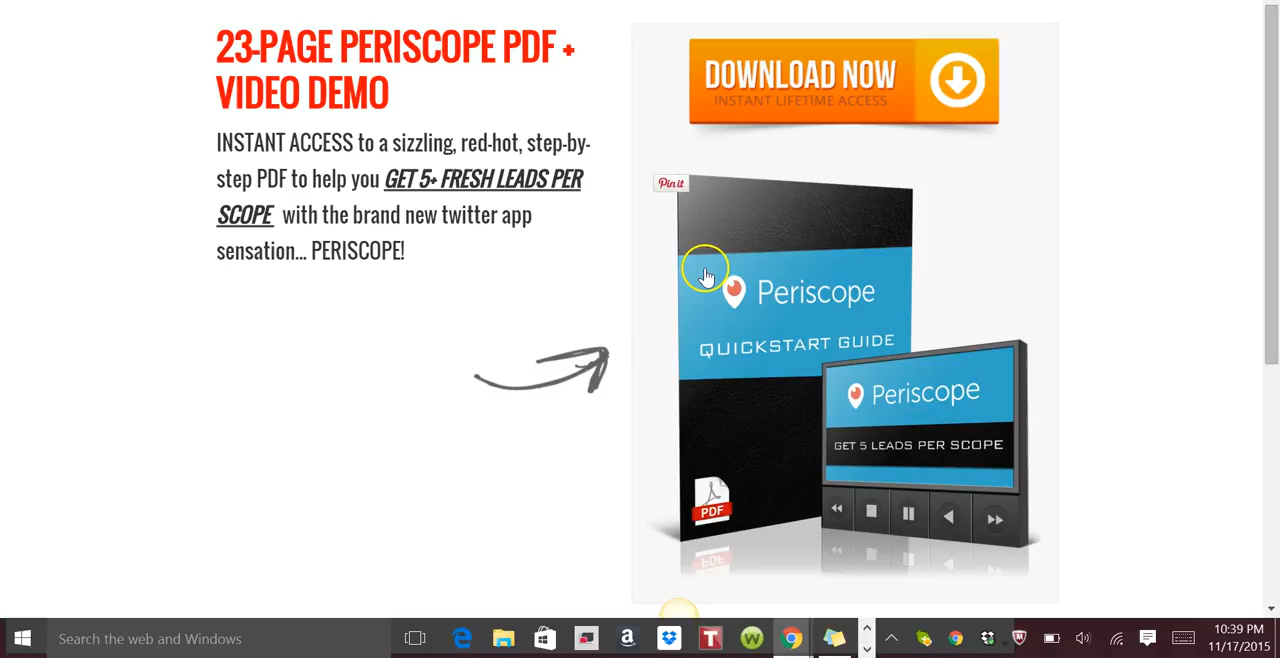 23-PAGE PERISCOPE PDF +
VIDEO DEMO
INSTANT ACCESS to a sizzling, red-hot, step-by-
step PDF to help you GET 5+ FRESH LEADS PER
SCOPE with the brand new twitter app
sensation... PERISCOPE!
DOWNLOAD NOW
INSTANT LIFETIME ACCESS
Pin it
Periscope
QUICKSTART GUIDE
Periscope
GET 5 LEADS PER SCOPE
PDF
Search the web and Windows
10:39 PM
11/17/2015